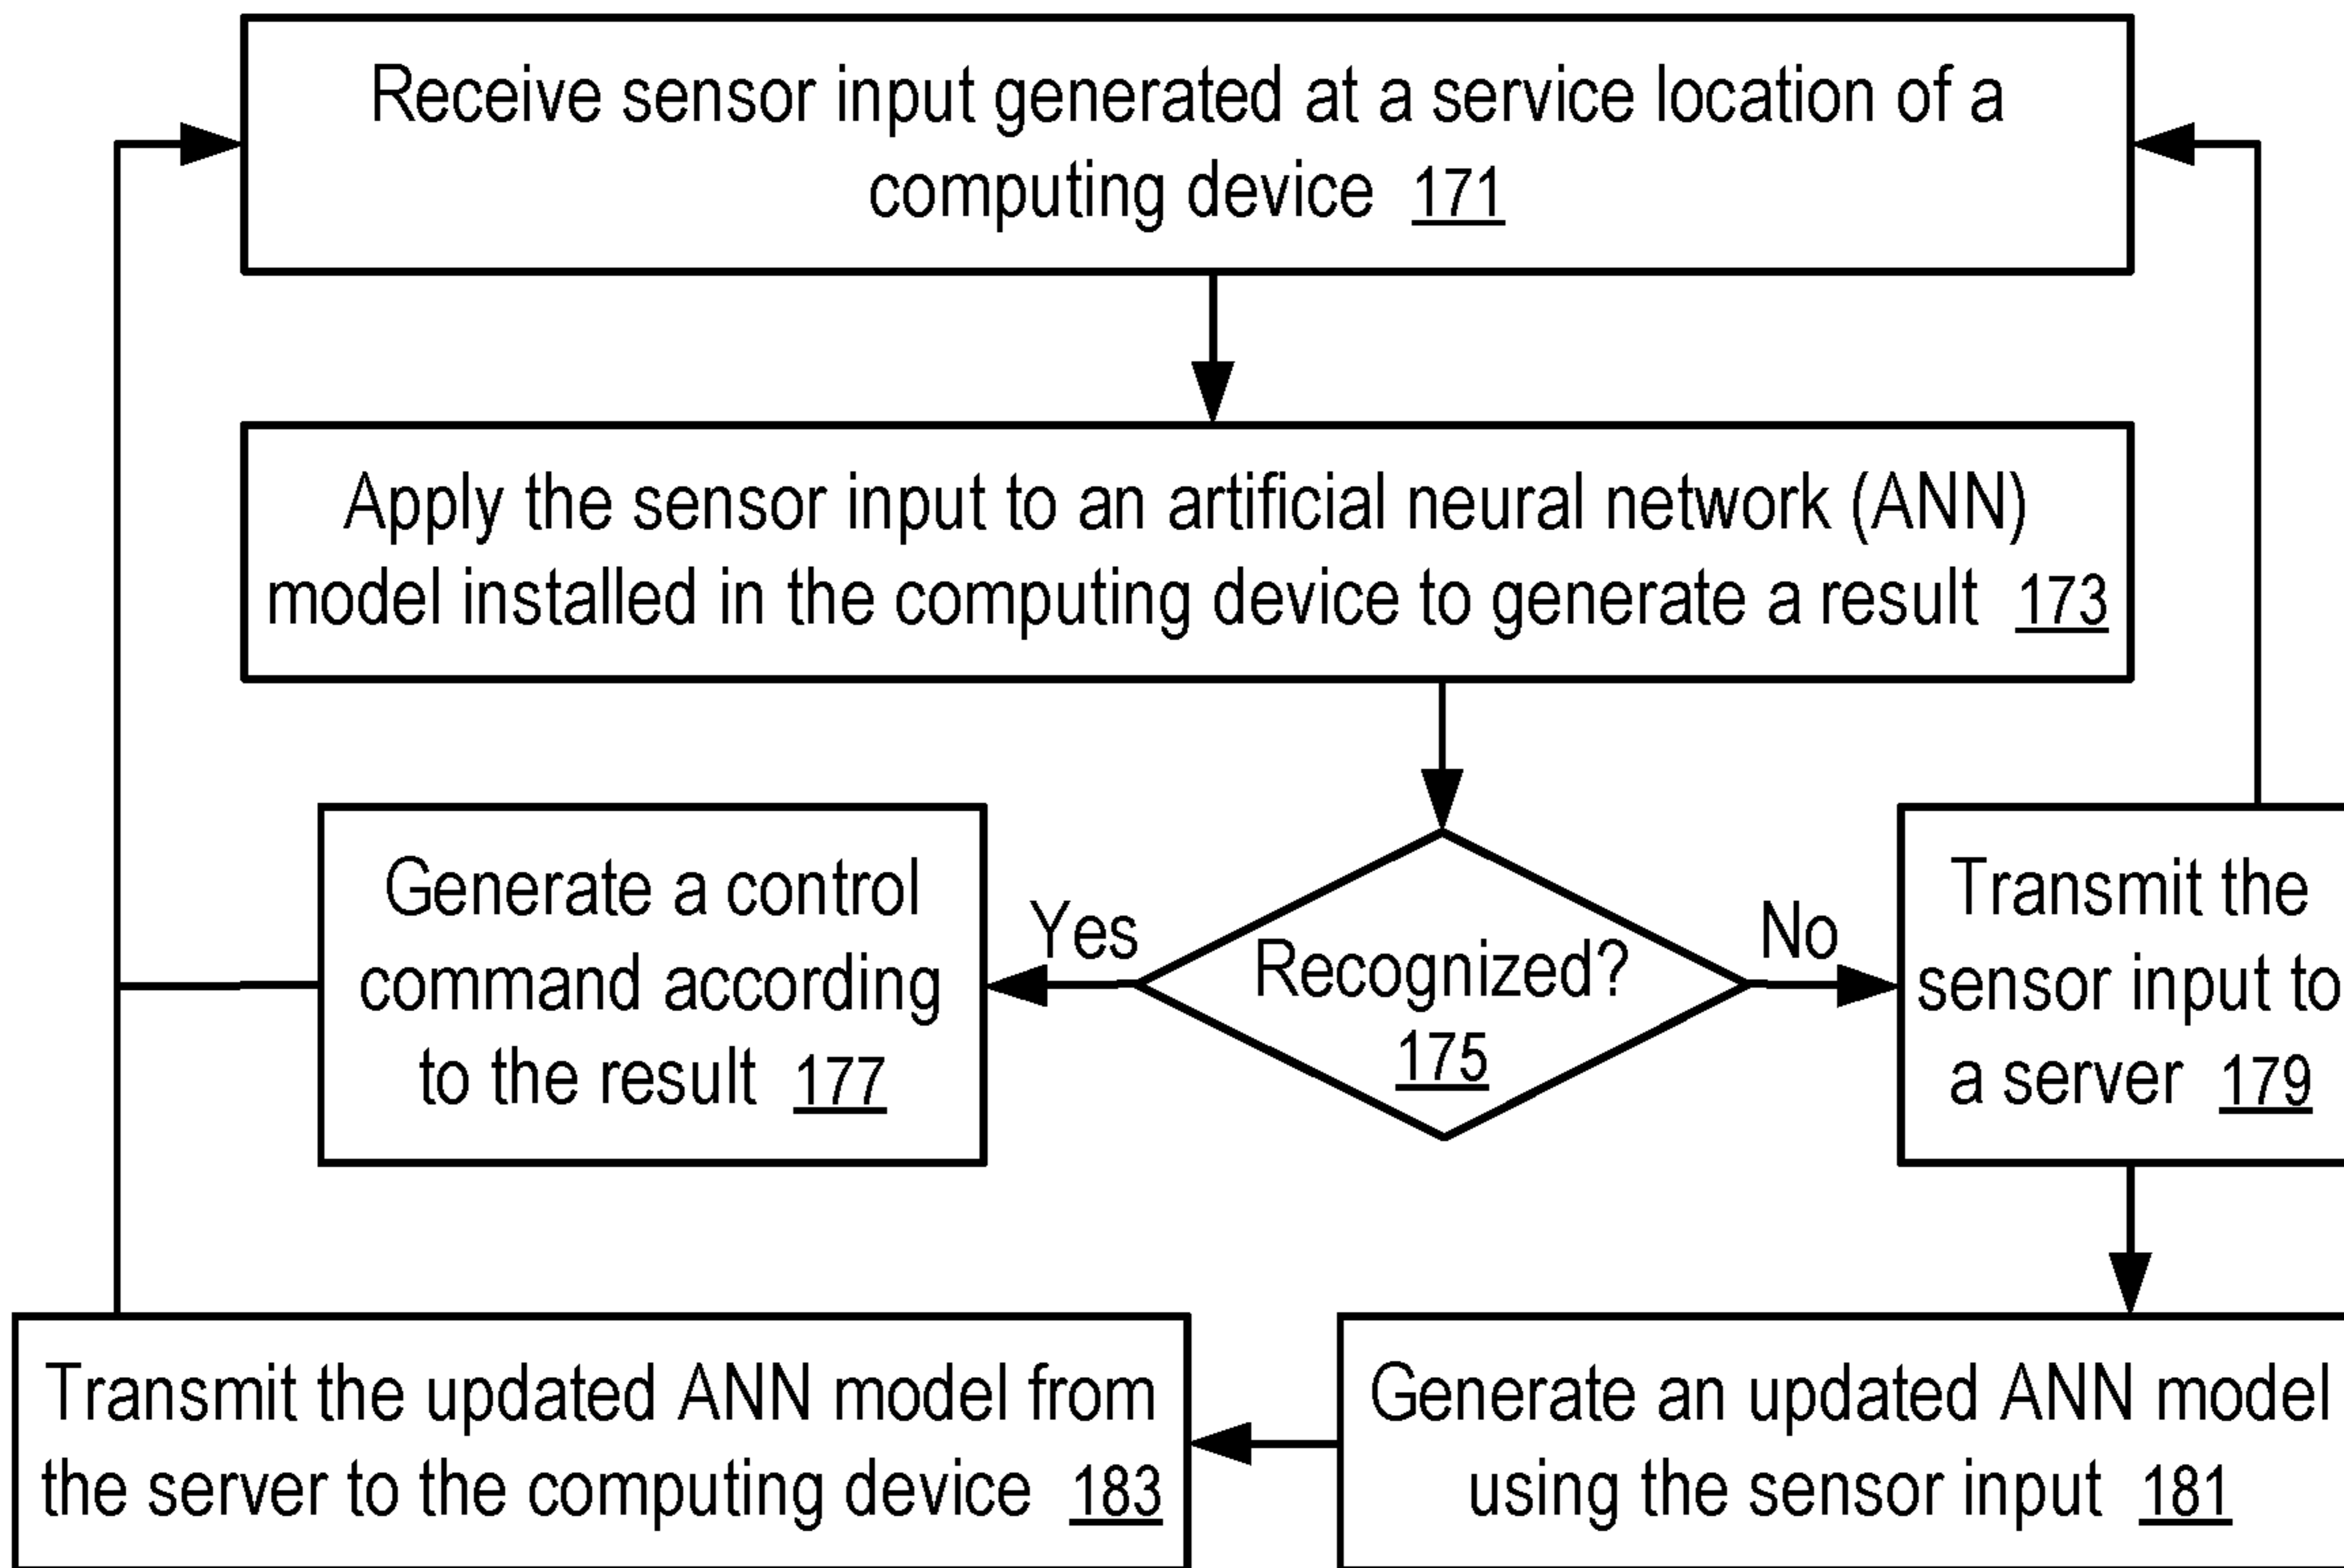 Receive sensor input generated at a service location of a
computing device 171
Apply the sensor input to an artificial neural network (ANN)
model installed in the computing device to generate a result 173
Generate a control
command according
to the result 177
Yes
Recognized?
175
No
Transmit the
sensor input to
a server 179
Transmit the updated ANN model from
the server to the computing device 183
Generate an updated ANN model
using the sensor input 181